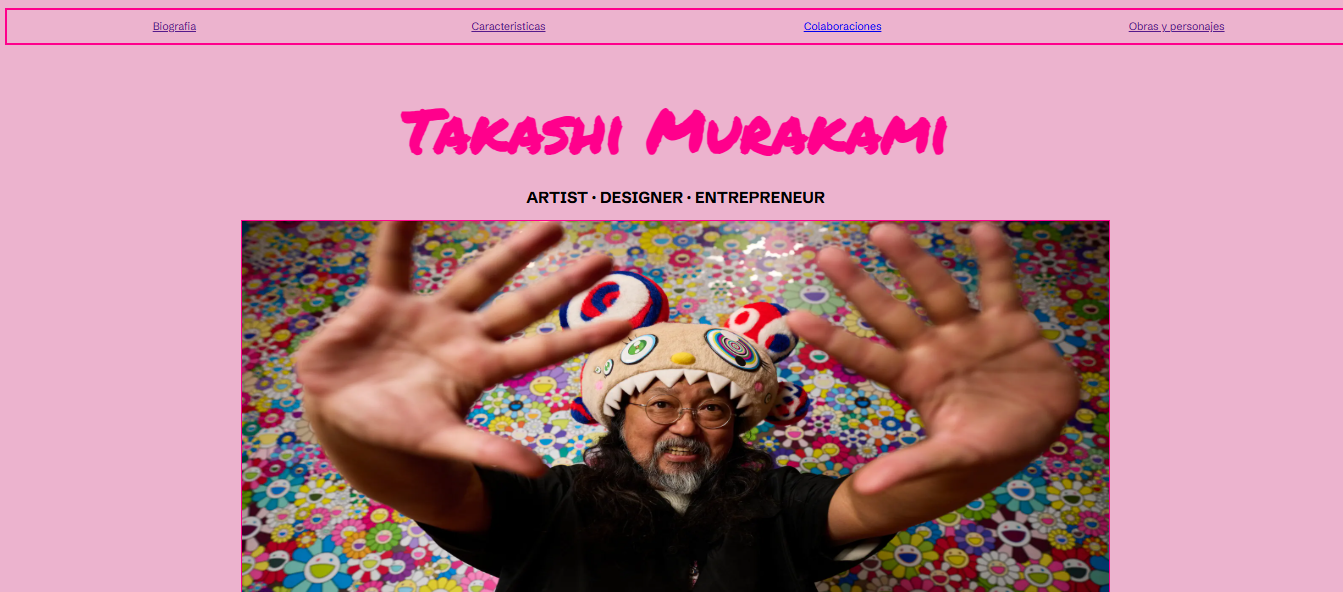 Biografia Caracteristicas Colaboraciones Obras y personajes
Takashi Murakami
ARTIST • DESIGNER • ENTREPRENEUR